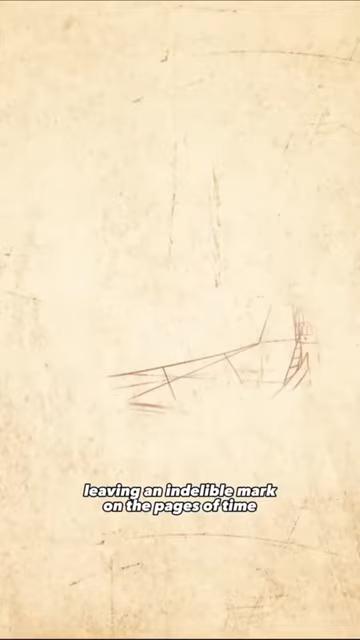 leaving an indelible mark
on the pages of time